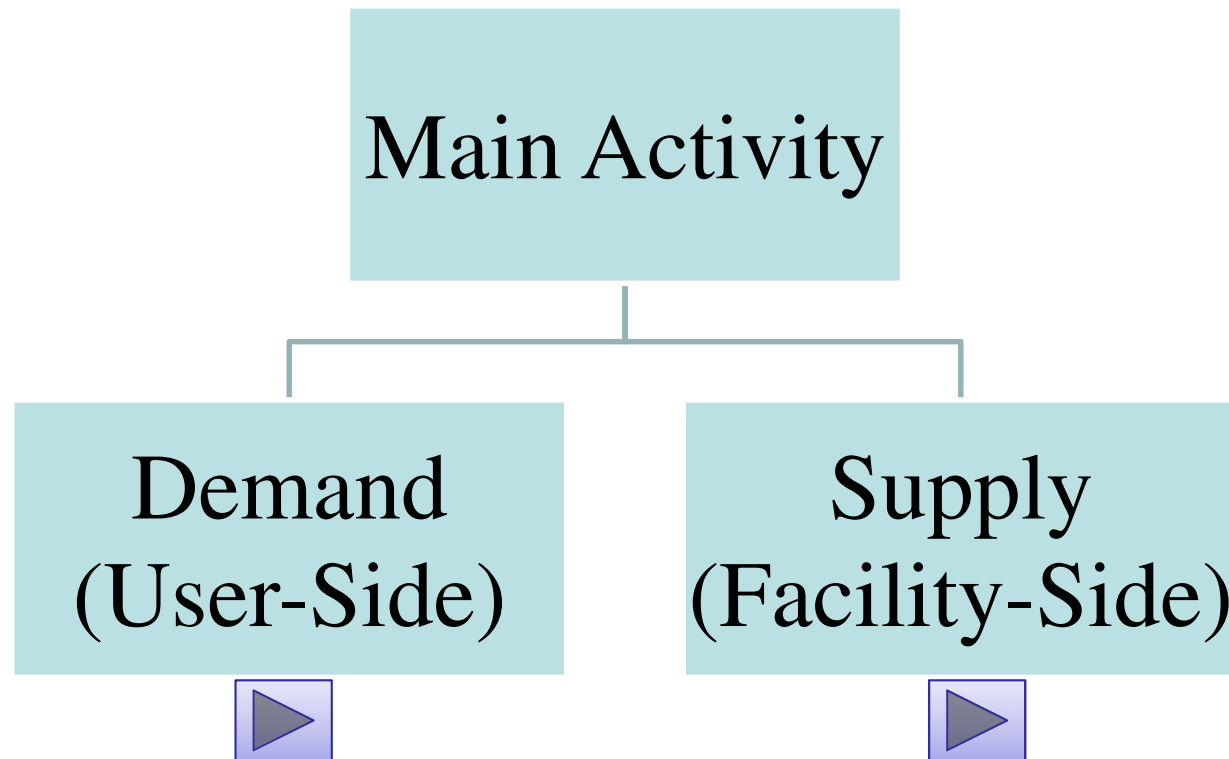 Main Activity
Demand
(User-Side)
Supply
(Facility-Side)